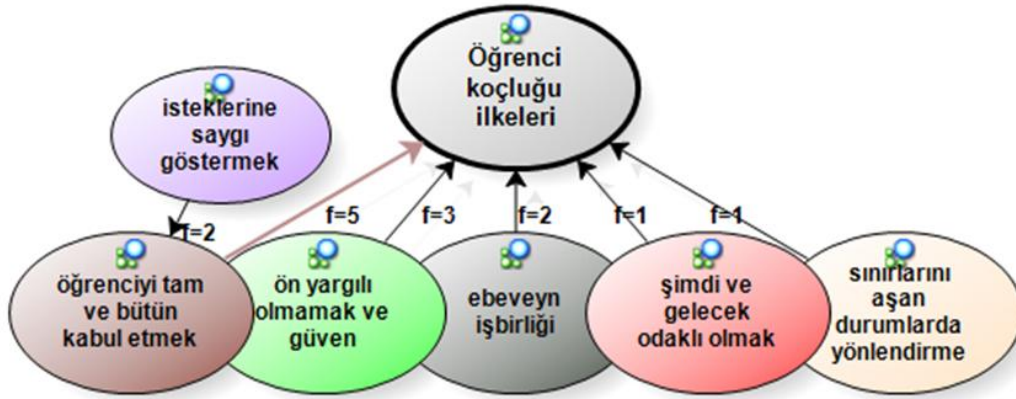 Öğrenci
koçluğu
ilkeleri
isteklerine
saygı
göstermek
f=2
f=5
f=3
f=2
f=1
f=1
öğrenciyi tam
ve bütün
kabul etmek
ön yargılı
olmamak ve
güven
ebeveyn
işbirliği
şimdi ve
gelecek
odaklı olmak
sınırlarını
aşan
durumlarda
yönlendirme